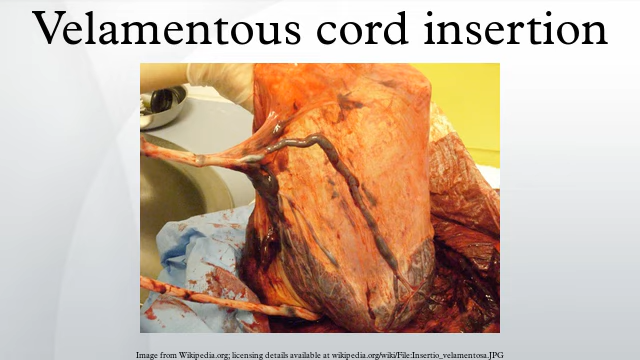 Velamentous cord insertion
Image from Wikipedia.org; licensing details available at wikipedia.org/wiki/File:Insertio_velamentosa.JPG